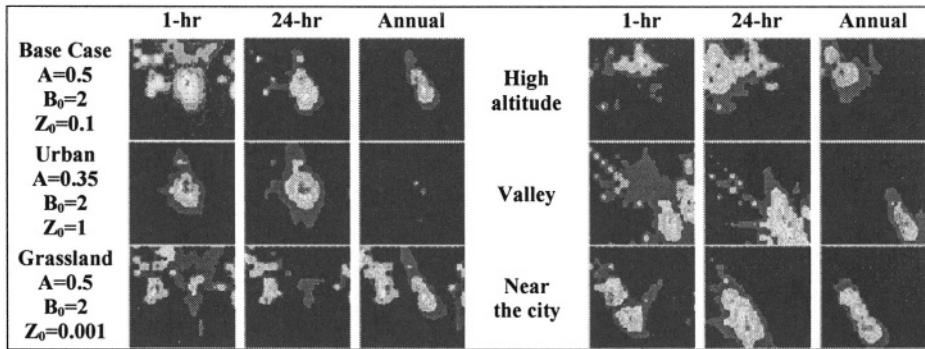 1-hr 24-hr Annual 1-hr 24-hr Annual
Base Case
A=0.5
B₀=2
Z₀=0.1
High
altitude
Urban
A=0.35
B₀=2
Z₀=1
Valley
Grassland
A=0.5
B₀=2
Z₀=0.001
Near
the city